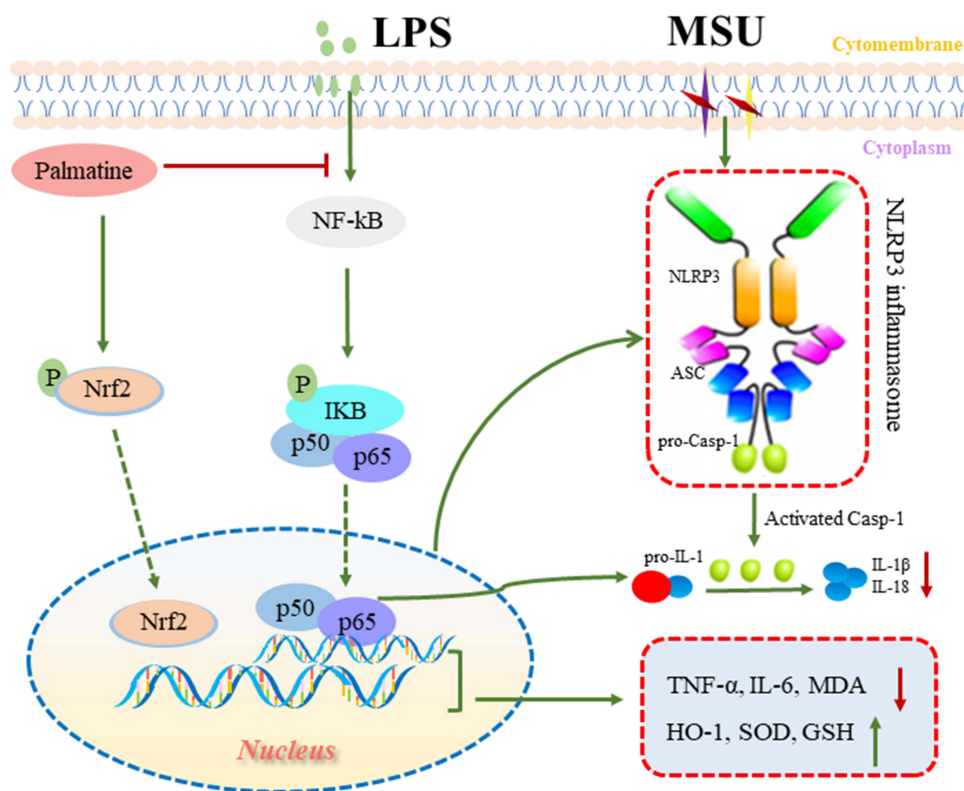 LPS
MSU
Cytomembrane
Cytoplasm
Palmatine
NF-kB
NLRP3 inflammasome
NLRP3
ASC
pro-Casp-1
P
Nrf2
P
IKB
p50
p65
Activated Casp-1
pro-IL-1
IL-1β
IL-18
Nrf2
p50
p65
Nucleus
TNF-α, IL-6, MDA
HO-1, SOD, GSH